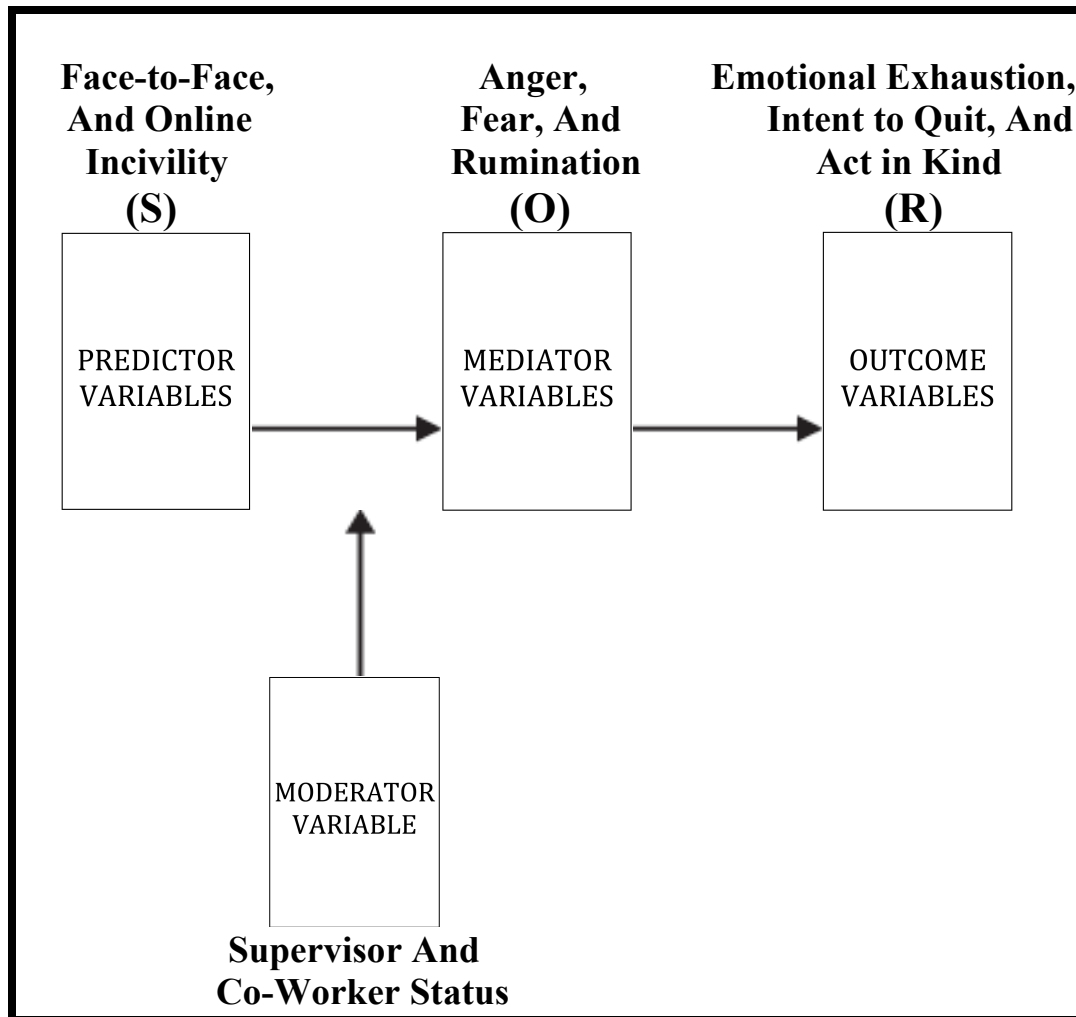 Face-to-Face,
And Online
Incivility
(S)
Anger,
Fear, And
Rumination
(O)
Emotional Exhaustion,
Intent to Quit, And
Act in Kind
(R)
PREDICTOR
VARIABLES
MEDIATOR
VARIABLES
OUTCOME
VARIABLES
MODERATOR
VARIABLE
Supervisor And
Co-Worker Status